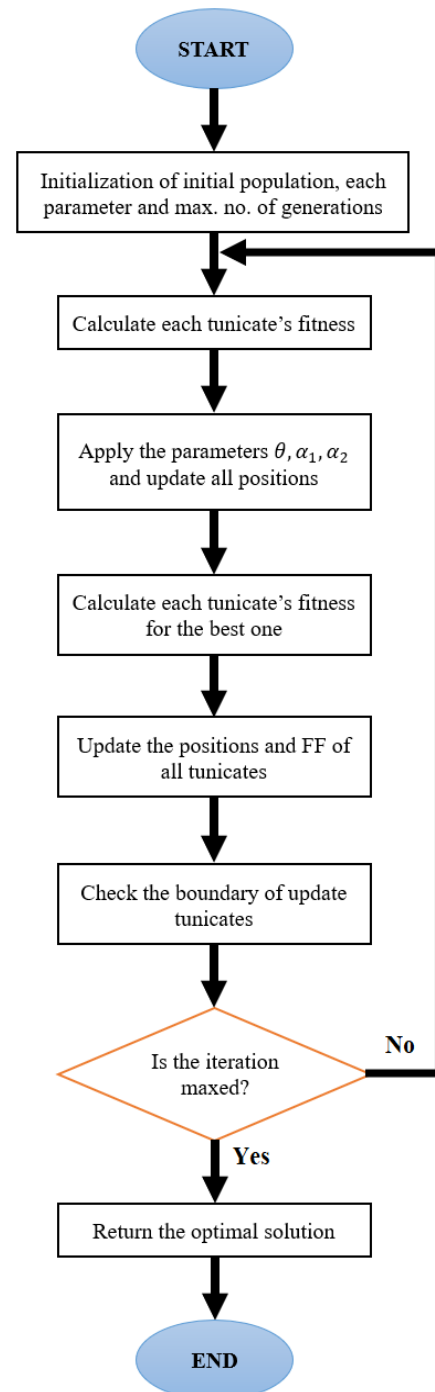 START
Initialization of initial population, each
parameter and max. no. of generations
Calculate each tunicate's fitness
Apply the parameters θ, α₁, α₂
and update all positions
Calculate each tunicate's fitness
for the best one
Update the positions and FF of
all tunicates
Check the boundary of update
tunicates
Is the iteration
maxed?
No
Yes
Return the optimal solution
END